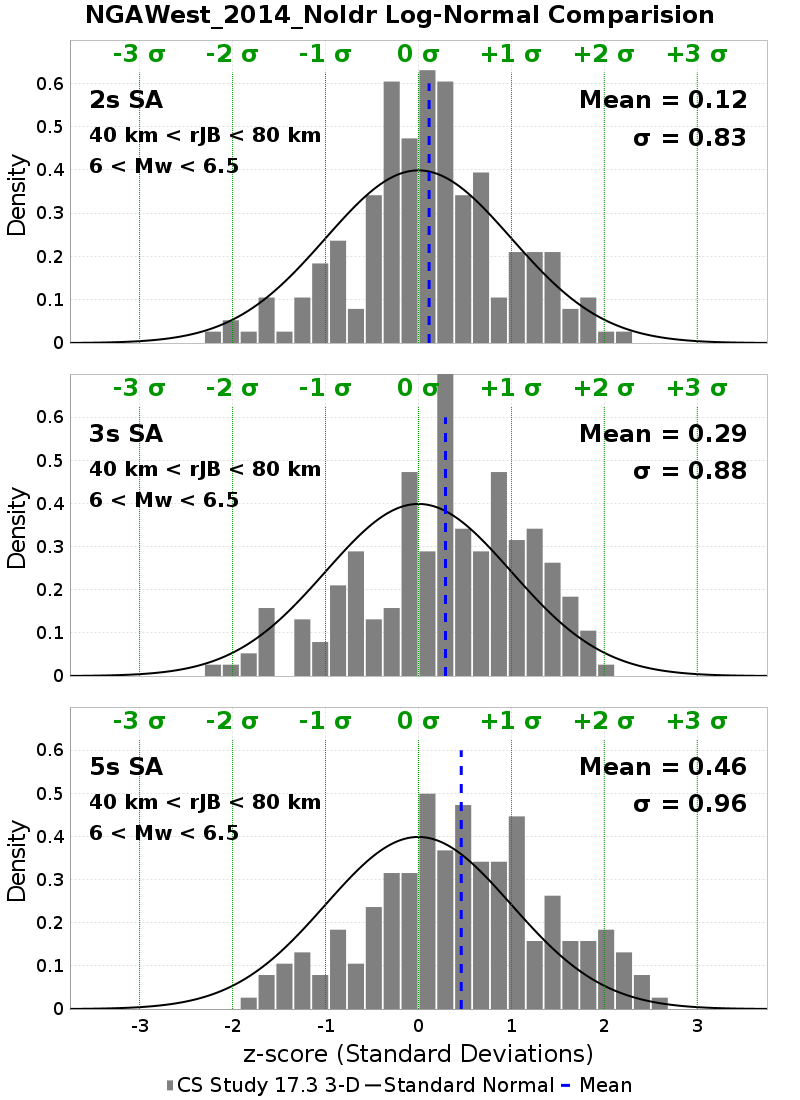 NGAWest_2014_NoIdr Log-Normal Comparision
-3 σ -2 σ -1 σ 0 σ +1 σ +2 σ +3 σ
2s SA Mean = 0.12
40 km < rJB < 80 km σ = 0.83
6 < Mw < 6.5
Density
0.6
0.5
0.4
0.3
0.2
0.1
0
-3 σ -2 σ -1 σ 0 σ +1 σ +2 σ +3 σ
3s SA Mean = 0.29
40 km < rJB < 80 km σ = 0.88
6 < Mw < 6.5
Density
0.6
0.5
0.4
0.3
0.2
0.1
0
-3 σ -2 σ -1 σ 0 σ +1 σ +2 σ +3 σ
5s SA Mean = 0.46
40 km < rJB < 80 km σ = 0.96
6 < Mw < 6.5
Density
0.6
0.5
0.4
0.3
0.2
0.1
0
-3 -2 -1 0 1 2 3
z-score (Standard Deviations)
CS Study 17.3 3-D Standard Normal Mean